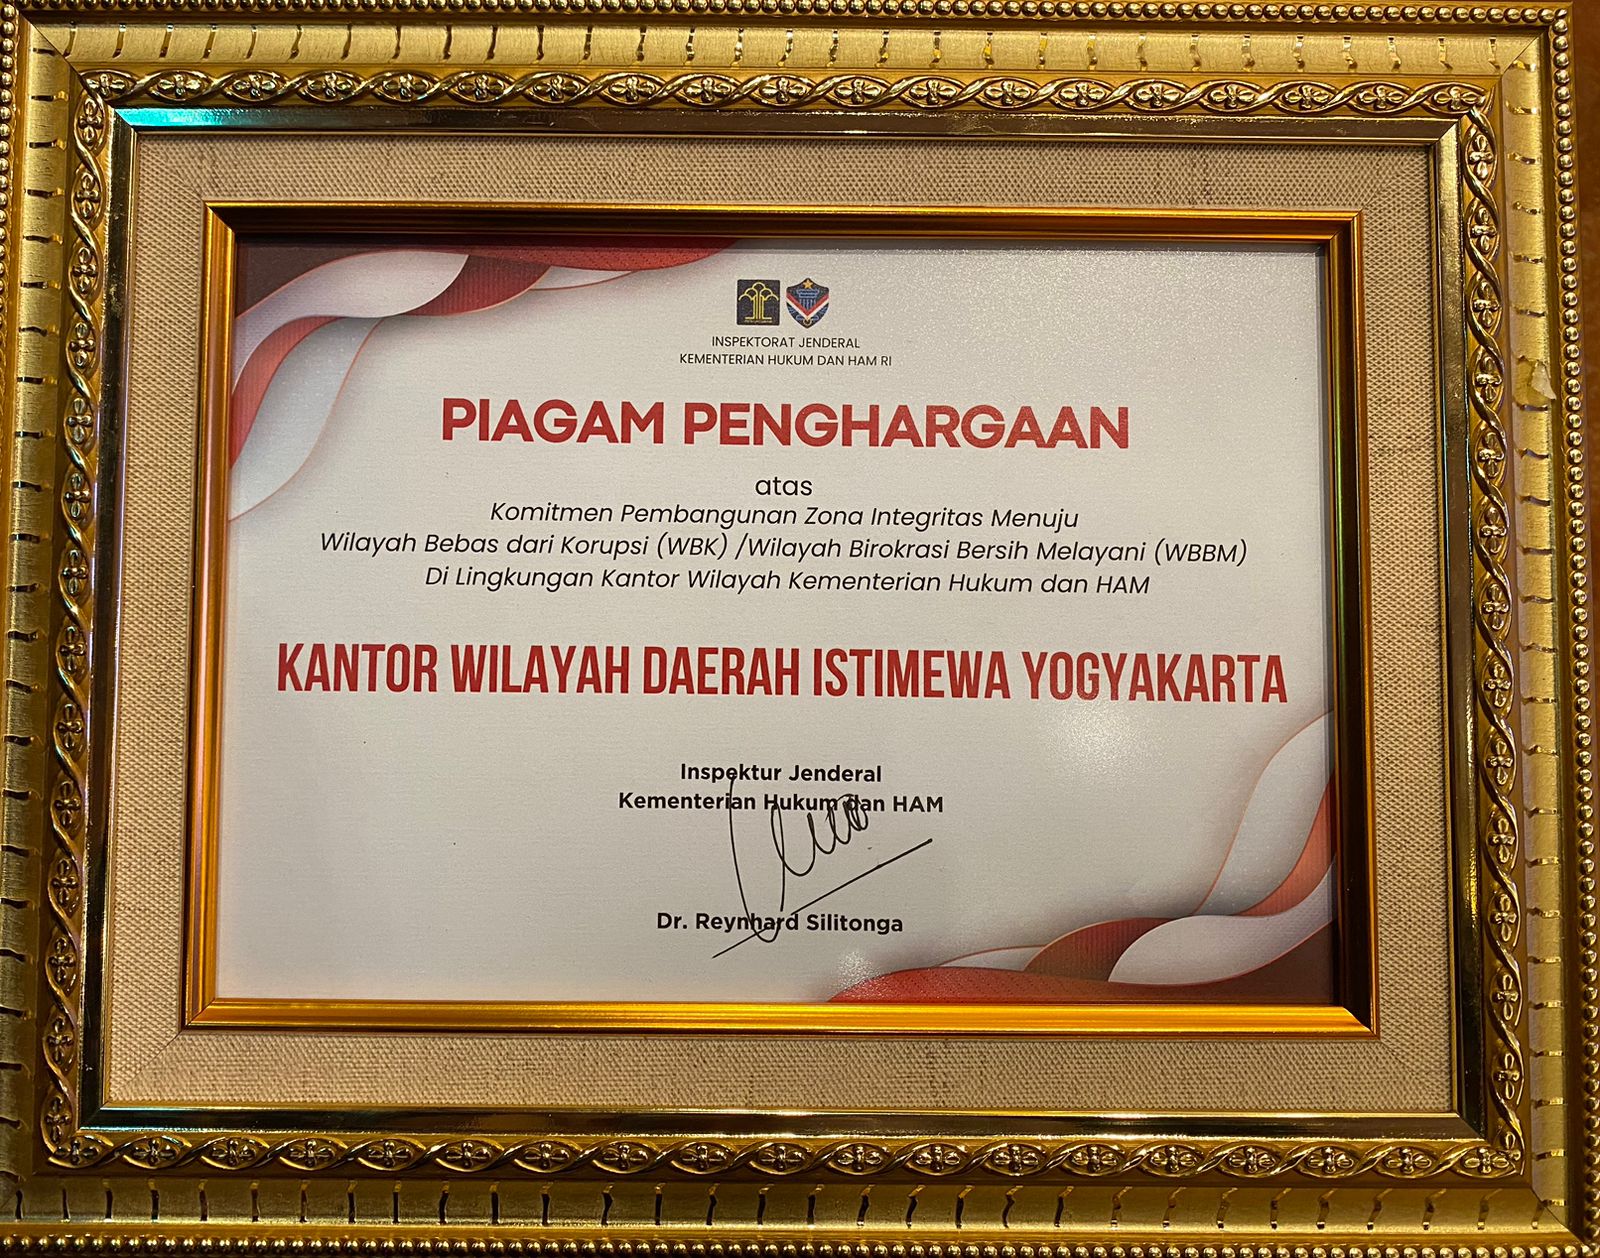 INSPEKTORAT JENDERAL
KEMENTERIAN HUKUM DAN HAM RI
PIAGAM PENGHARGAAN
atas
Komitmen Pembangunan Zona Integritas Menuju
Wilayah Bebas dari Korupsi (WBK) /Wilayah Birokrasi Bersih Melayani (WBBM)
Di Lingkungan Kantor Wilayah Kementerian Hukum dan HAM
KANTOR WILAYAH DAERAH ISTIMEWA YOGYAKARTA
Inspektur Jenderal
Kementerian Hukum dan HAM
Dr. Reynhard Silitonga